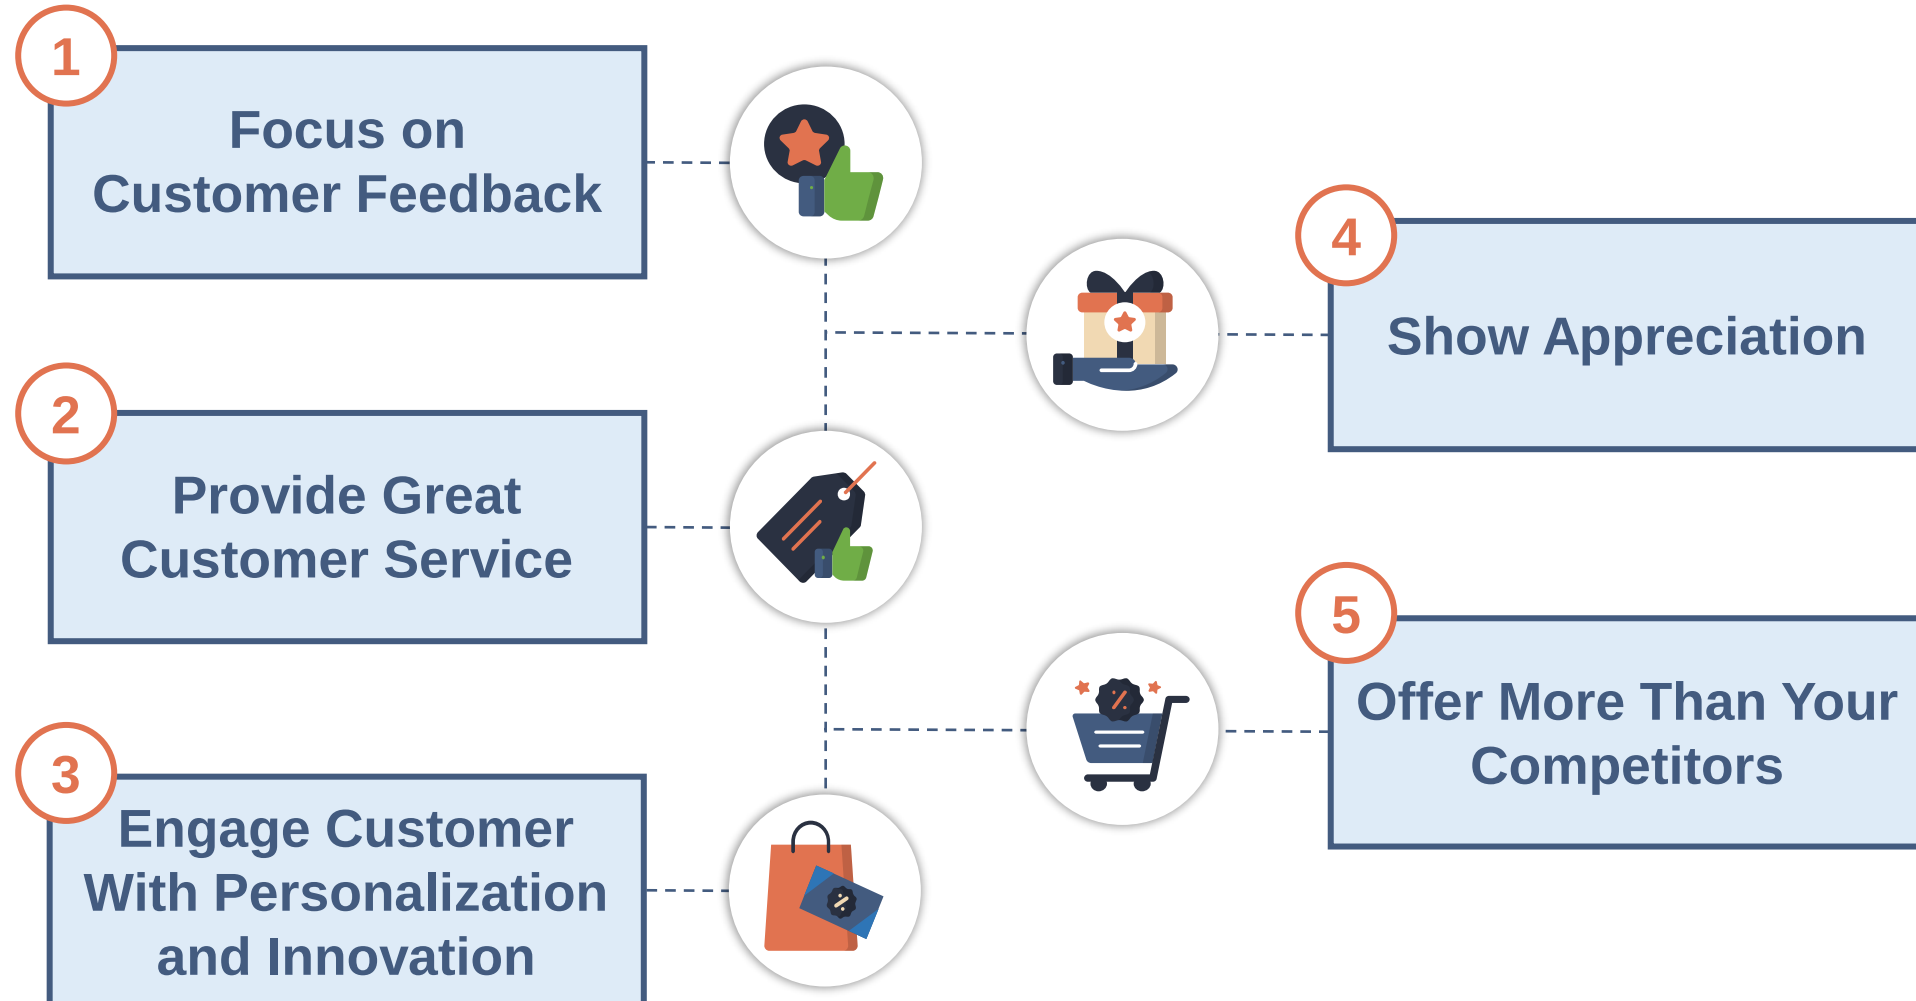 1
Focus on
Customer Feedback
2
Provide Great
Customer Service
3
Engage Customer
With Personalization
and Innovation
4
Show Appreciation
5
Offer More Than Your
Competitors